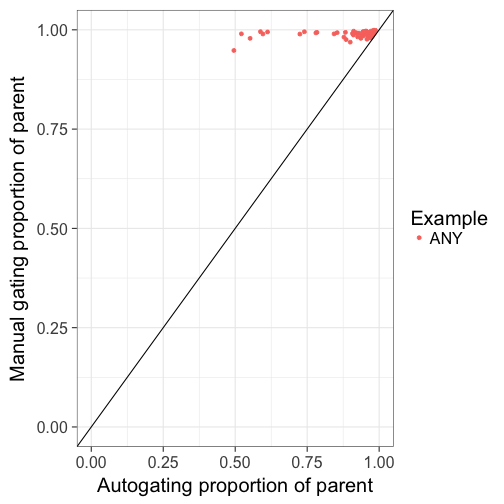 Manual gating proportion of parent
1.00
0.75
0.50
0.25
0.00
0.00 0.25 0.50 0.75 1.00
Autogating proportion of parent
Example
ANY